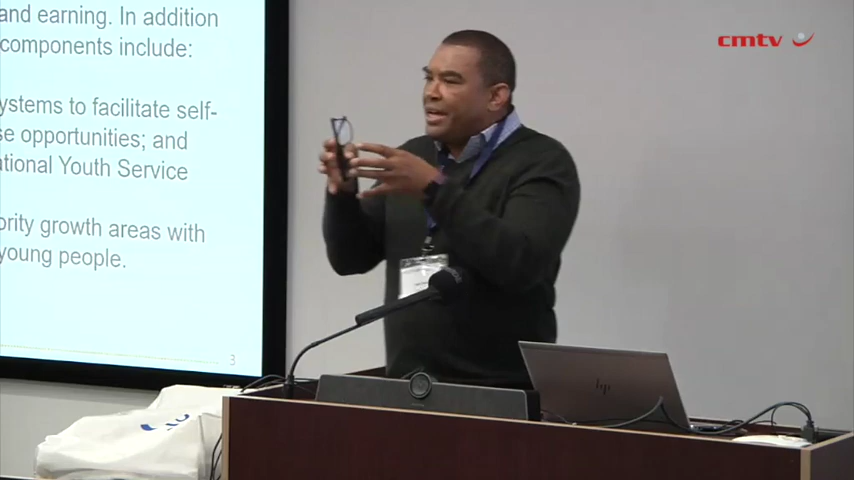 and earning. In addition
components include:
ystems to facilitate self-
se opportunities; and
ational Youth Service
ority growth areas with
young people.
3
cmtv
hp